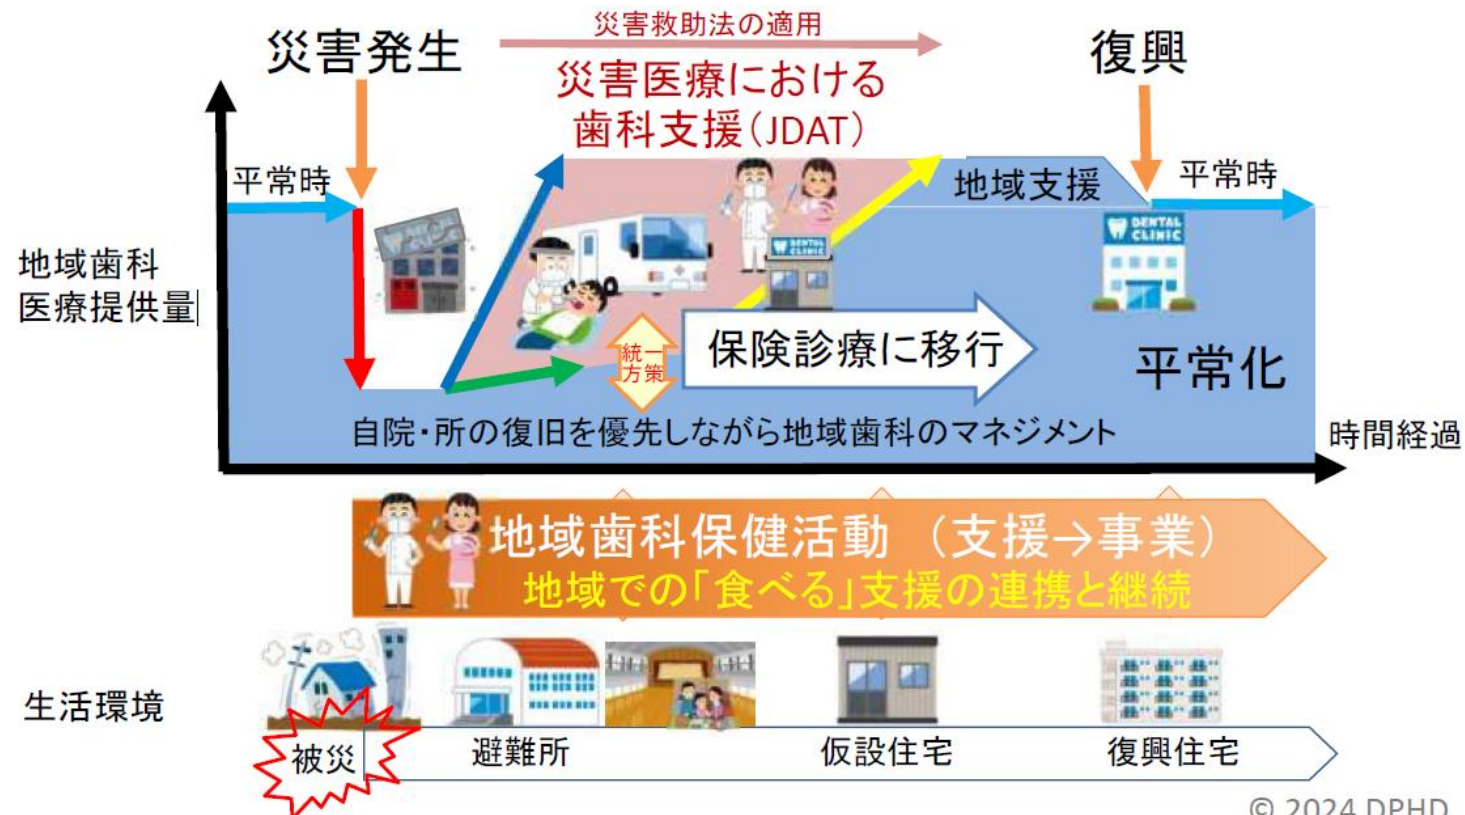 災害救助法の適用
災害発生
復興
災害医療における
歯科支援（JDAT）
平常時
地域支援
平常時
DENTAL
CLINIC
DENTAL
CLINIC
地域歯科
医療提供量
統一
方策
保険診療に移行
平常化
自院・所の復旧を優先しながら地域歯科のマネジメント
時間経過
地域歯科保健活動 （支援→事業）
地域での「食べる」支援の連携と継続
生活環境
被災
避難所
仮設住宅
復興住宅
© 2024 DPHD